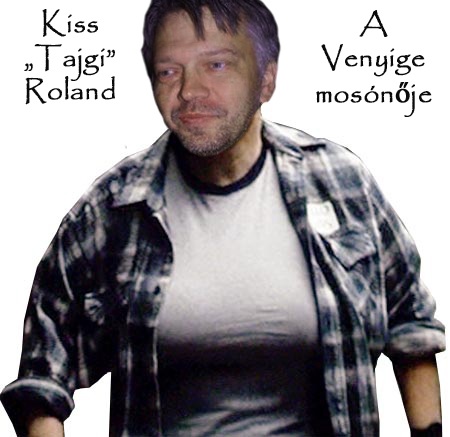 Kiss
„Tajgi”
Roland
A
Venyige
mosónője